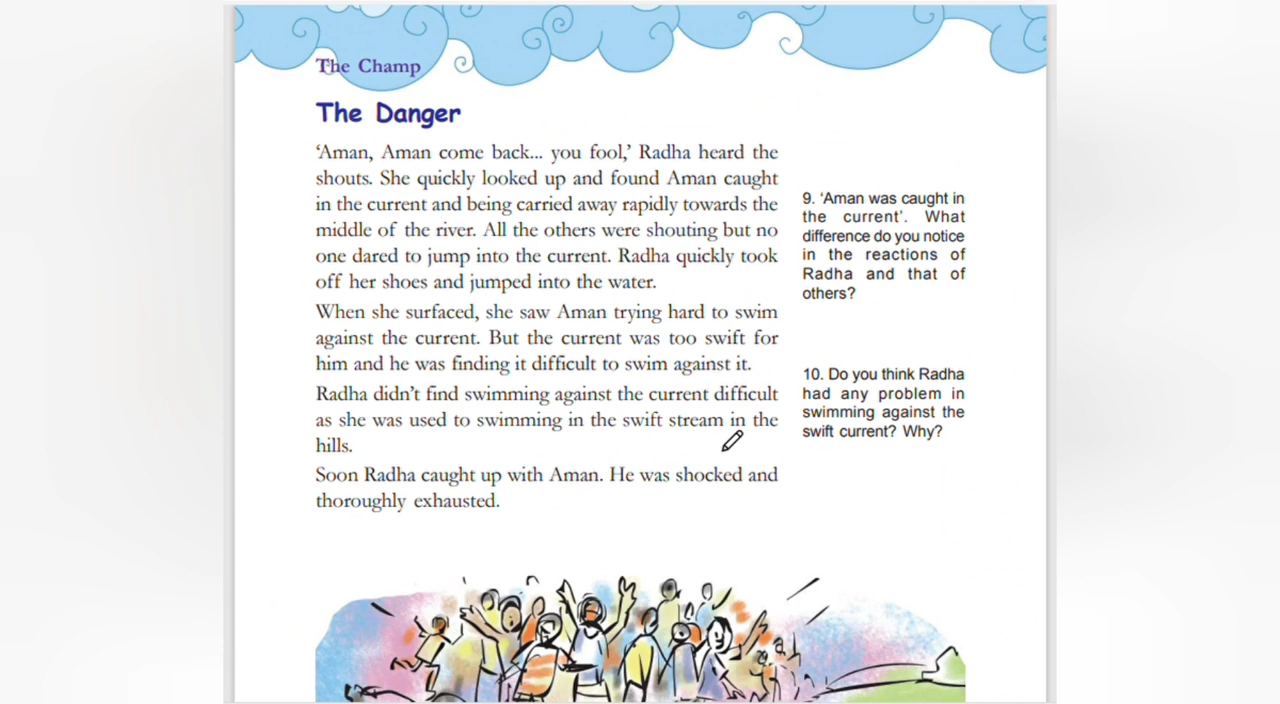 The Champ
The Danger
‘Aman, Aman come back... you fool,’ Radha heard the
shouts. She quickly looked up and found Aman caught
in the current and being carried away rapidly towards the
middle of the river. All the others were shouting but no
one dared to jump into the current. Radha quickly took
off her shoes and jumped into the water.
When she surfaced, she saw Aman trying hard to swim
against the current. But the current was too swift for
him and he was finding it difficult to swim against it.
Radha didn’t find swimming against the current difficult
as she was used to swimming in the swift stream in the
hills.
Soon Radha caught up with Aman. He was shocked and
thoroughly exhausted.
9. ‘Aman was caught in
the current’. What
difference do you notice
in the reactions of
Radha and that of
others?
10. Do you think Radha
had any problem in
swimming against the
swift current? Why?